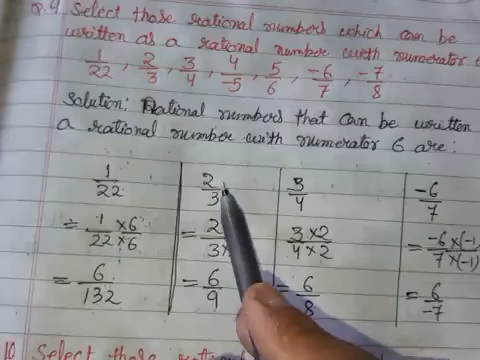 Q.9 Select those rational numbers which can be
written as a rational number with numerator 6
1/22, 2/3, 3/4, 4/-5, 5/6, -6/7, -7/8
Solution: Rational numbers that can be written
a rational number with numerator 6 are:
1/22 2/3 3/4 -6/7
= 1×6/22×6 = 2/3× 3×2/4×2 = -6×(-1)/7×(-1)
= 6/132 = 6/9 = 6/8 = 6/-7
10 Select those